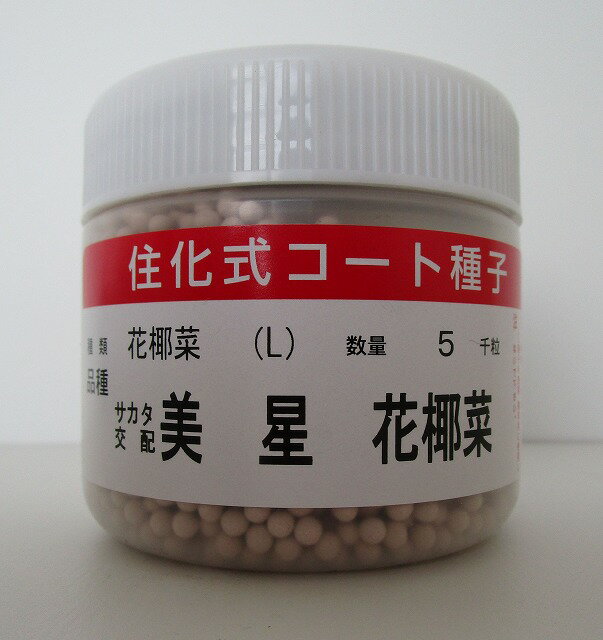 住化式コート種子
種類 花椰菜 (L) 数量 5 千粒
品種
サカタ
交配 美星 花椰菜